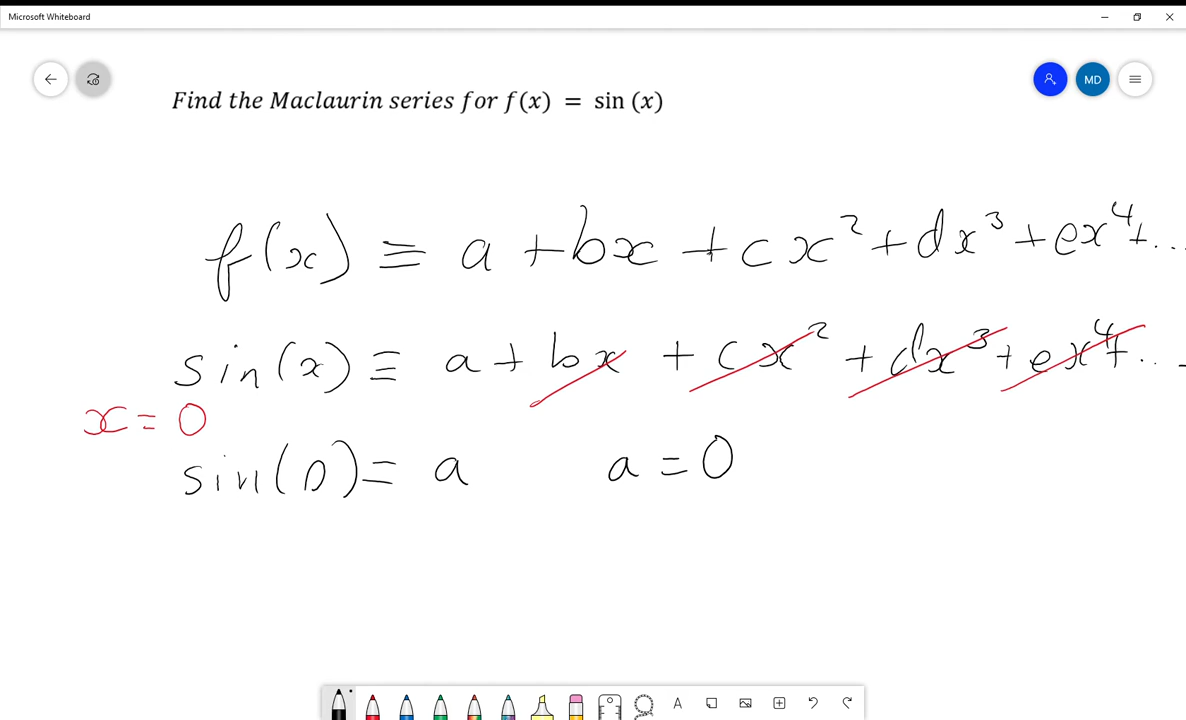 Microsoft Whiteboard
MD
Find the Maclaurin series for f(x) = sin (x)
f(x) ≡ a + bx + cx² + dx³ + ex⁴ + ...
sin(x) ≡ a + bx + cx² + dx³ + ex⁴ + ...
x = 0
sin(0) = a a = 0
A